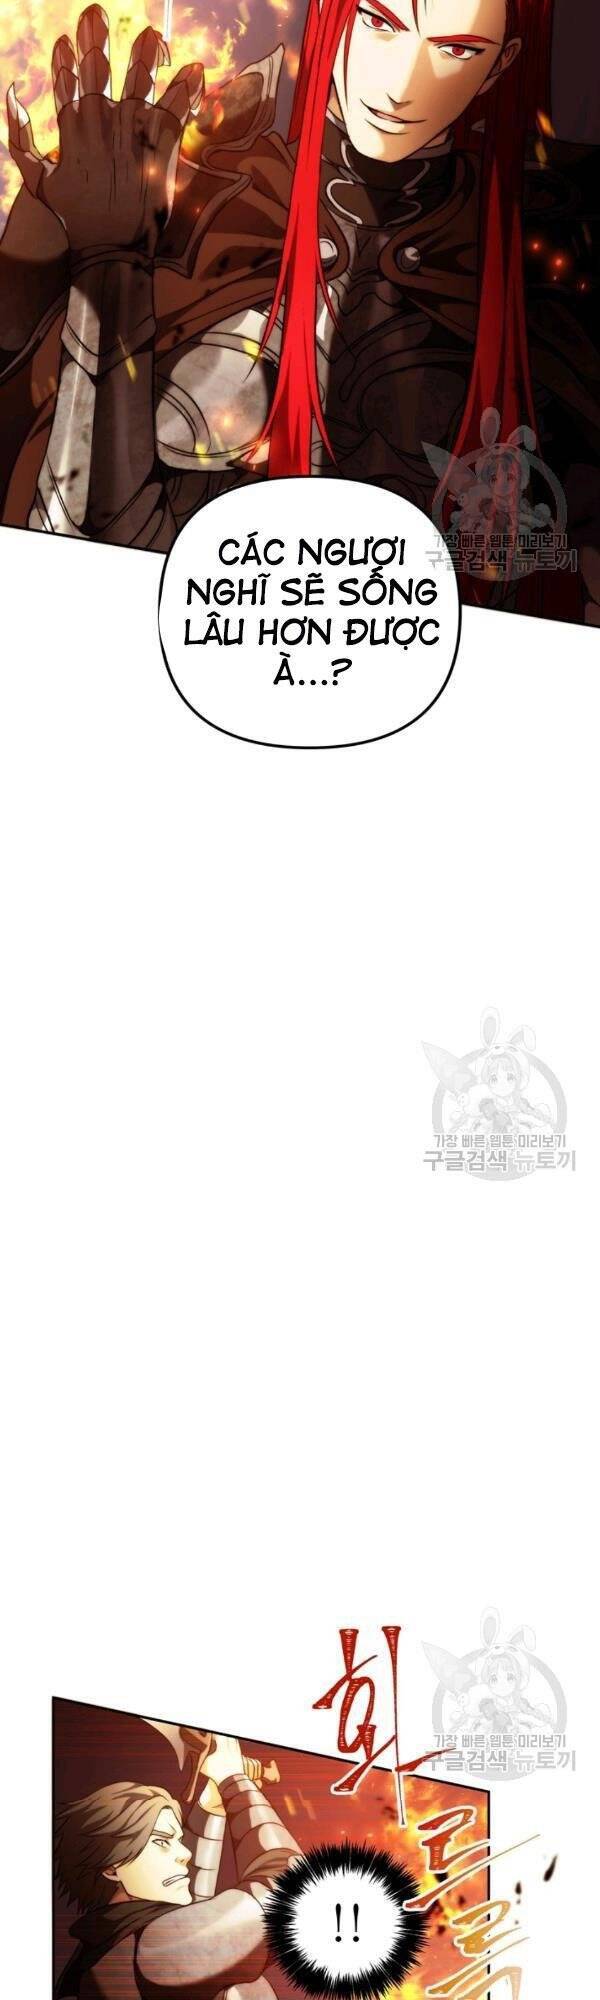 가장 빠른 웹툰 미리보기
구글검색 뉴토끼
CÁC NGƯƠI
NGHĨ SẼ SỐNG
LÂU HƠN ĐƯỢC
À...?
가장 빠른 웹툰 미리보기
구글검색 뉴토끼
화
르
르
가장 빠른 웹툰 미리보기
구글검색 뉴토끼
!!